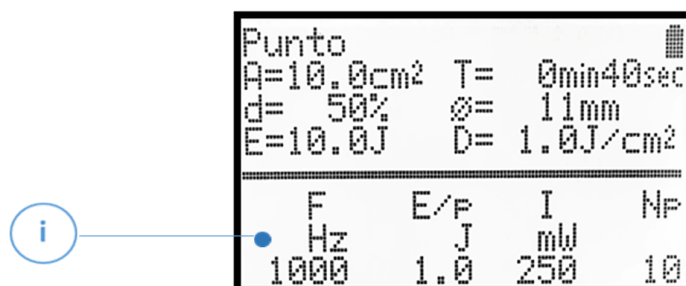 Punto
A=10.0cm² T= 0min40sec
d= 50% ø= 11mm
E=10.0J D= 1.0J/cm²
F E/p I Np
i
Hz J mW
1000 1.0 250 10